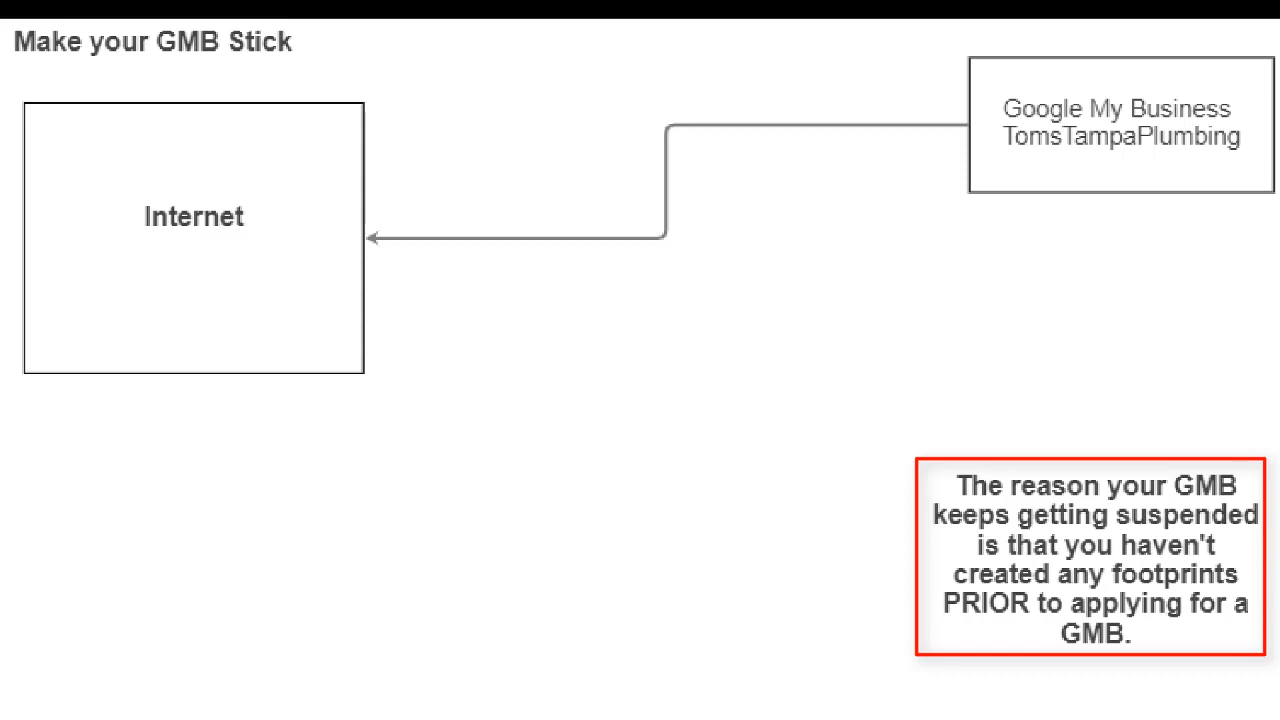 Make your GMB Stick
Google My Business
TomsTampaPlumbing
Internet
The reason your GMB
keeps getting suspended
is that you haven't
created any footprints
PRIOR to applying for a
GMB.